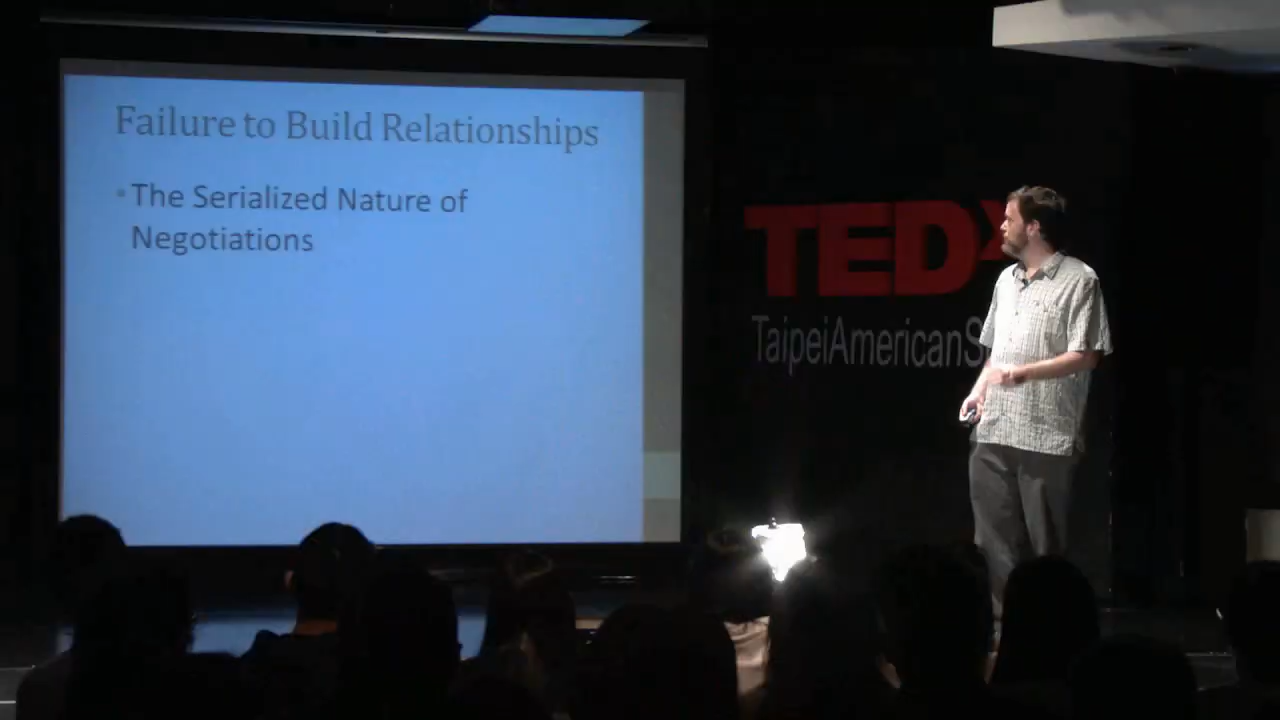 Failure to Build Relationships
• The Serialized Nature of
Negotiations
TEDx
TaipeiAmericanS